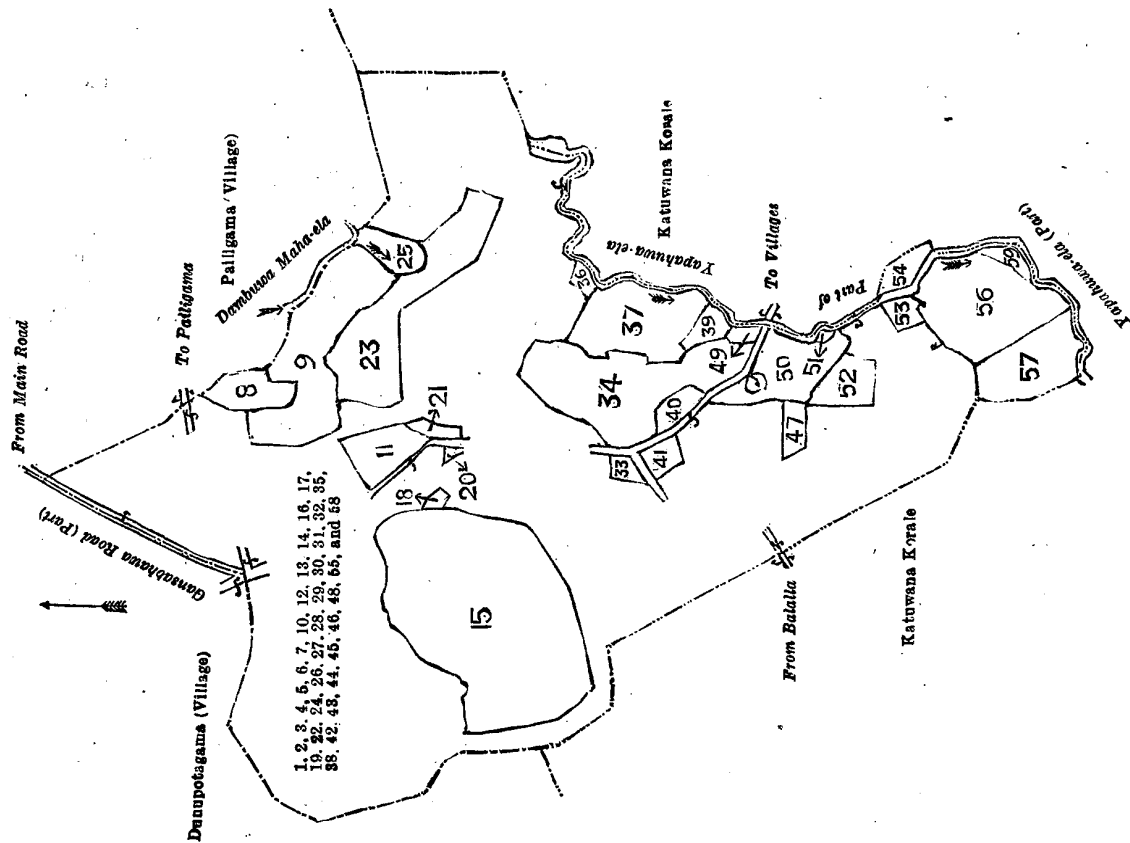 From Main Road
To Palligama
Palligama (Village)
Dambuwa Maha-ela
Gansabhawa Road (Part)
Dunupotagama (Village)
8
9
25
23
11
21
20
18
1, 2, 3, 4, 5, 6, 7, 10, 12, 13, 14, 16, 17,
19, 22, 24, 26, 27, 28, 29, 30, 31, 32, 35,
38, 42, 43, 44, 45, 46, 48, 55, and 58
15
Katuwana Korale
Yapahuwa-ela
36
37
34
39
49
40
33
41
To Villages
Part of
50
51
52
47
53
54
56
59
57
Yapahuwa-ela (Part)
From Balalla
Katuwana Korale